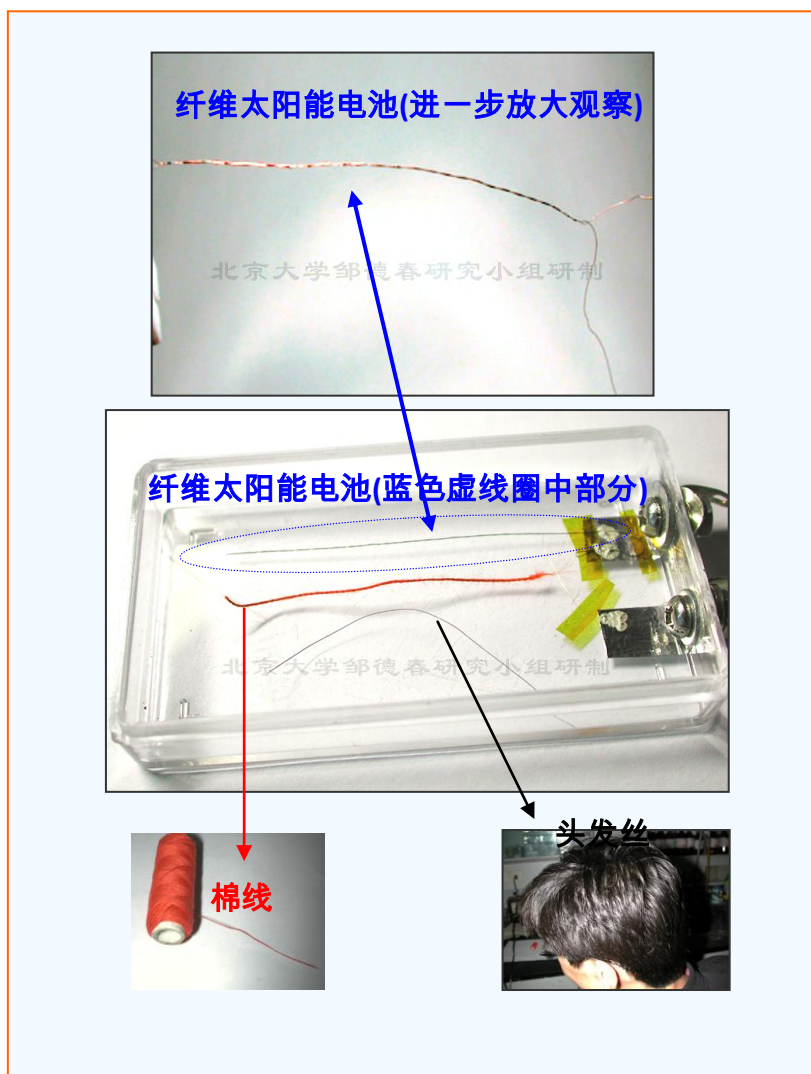 纤维太阳能电池(进一步放大观察)
北京大学邹德春研究小组研制
纤维太阳能电池(蓝色虚线圈中部分)
北京大学邹德春研究小组研制
棉线
头发丝